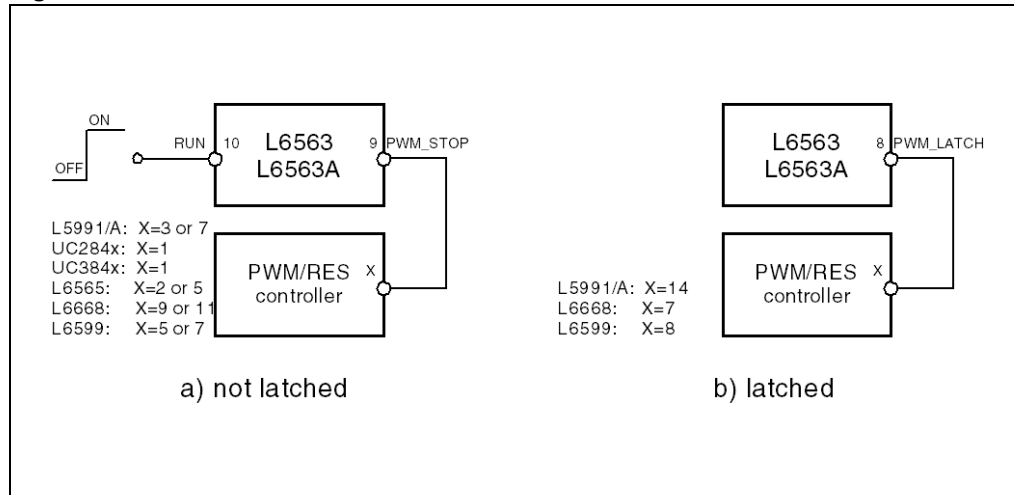 ON
OFF
RUN 10
L6563
L6563A
9 PWM_STOP
L5991/A: X=3 or 7
UC284x: X=1
UC384x: X=1
L6565: X=2 or 5
L6668: X=9 or 11
L6599: X=5 or 7
PWM/RES X
controller
a) not latched
L6563
L6563A
8 PWM_LATCH
PWM/RES X
controller
L5991/A: X=14
L6668: X=7
L6599: X=8
b) latched